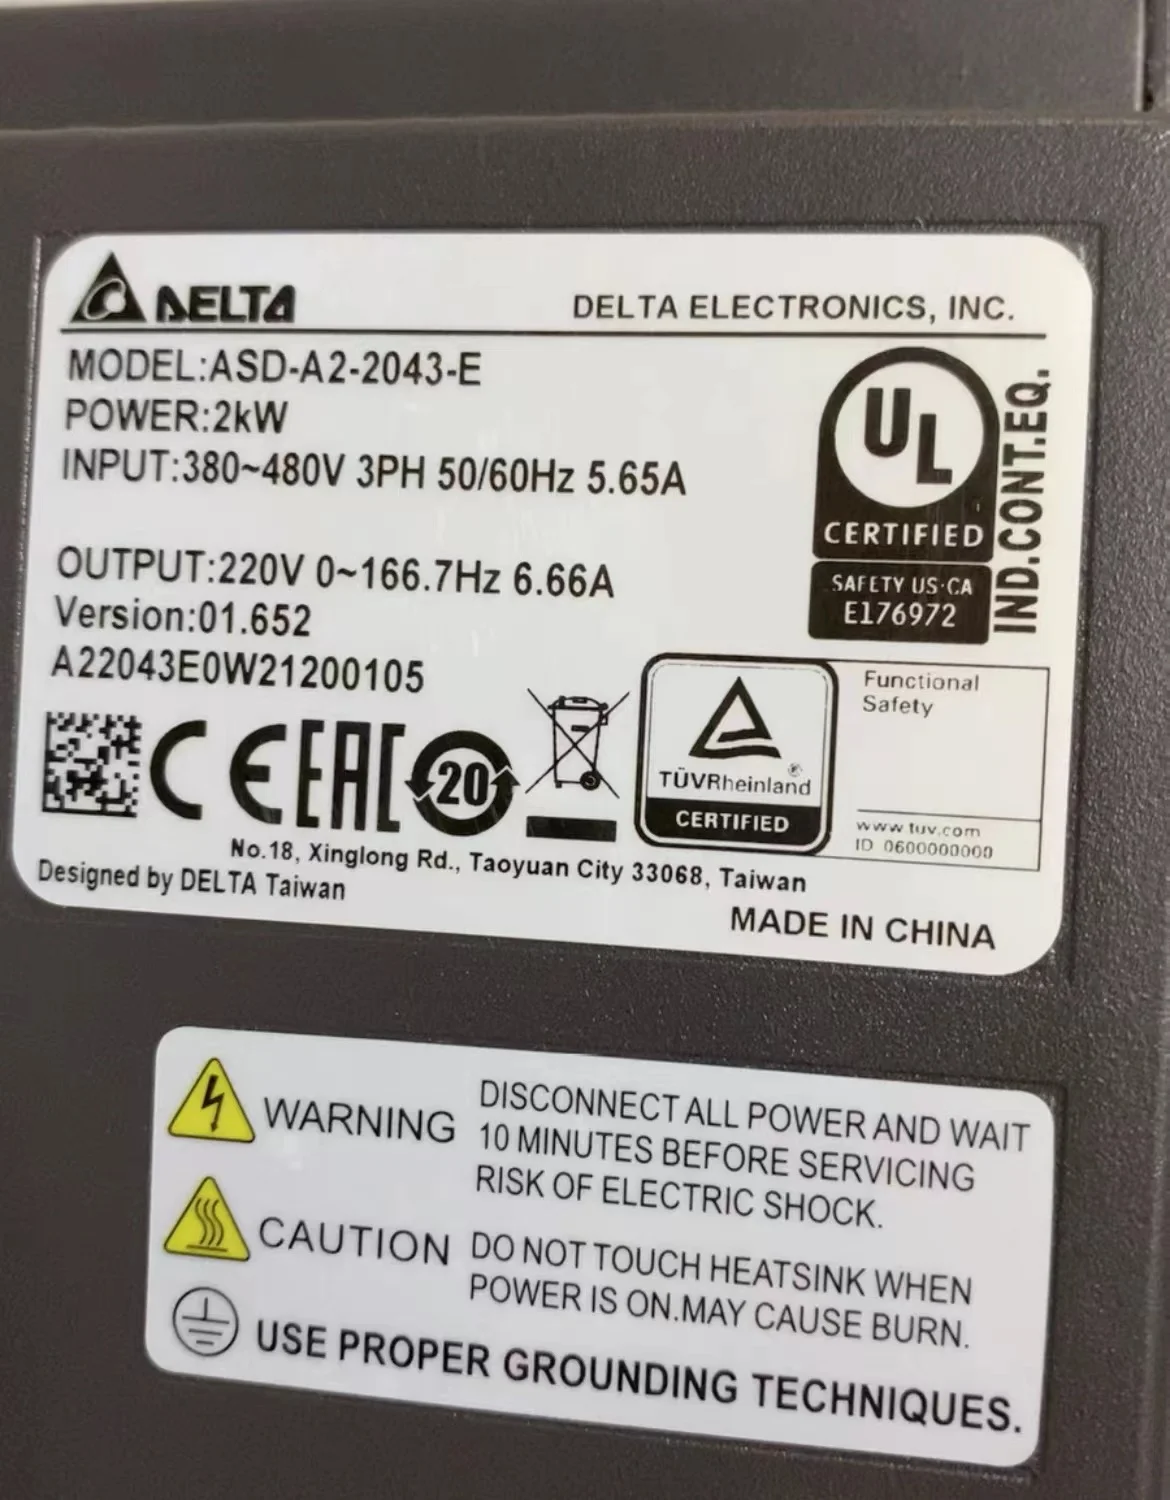 DELTA
DELTA ELECTRONICS, INC.
MODEL:ASD-A2-2043-E
POWER:2kW
INPUT:380~480V 3PH 50/60Hz 5.65A
OUTPUT:220V 0~166.7Hz 6.66A
Version:01.652
A22043E0W21200105
UL
CERTIFIED
SAFETY US·CA
E176972
IND.CONT.EQ.
CE EAC 20
TÜVRheinland®
CERTIFIED
Functional
Safety
www.tuv.com
ID 0600000000
No.18, Xinglong Rd., Taoyuan City 33068, Taiwan
Designed by DELTA Taiwan
MADE IN CHINA
WARNING
DISCONNECT ALL POWER AND WAIT
10 MINUTES BEFORE SERVICING
RISK OF ELECTRIC SHOCK.
CAUTION
DO NOT TOUCH HEATSINK WHEN
POWER IS ON.MAY CAUSE BURN.
USE PROPER GROUNDING TECHNIQUES.